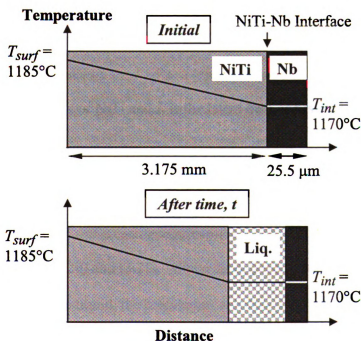 Temperature
NiTi-Nb Interface
Initial
T_surf =
1185°C
NiTi
Nb
T_int =
1170°C
3.175 mm
25.5 μm
After time, t
T_surf =
1185°C
Liq.
T_int =
1170°C
Distance